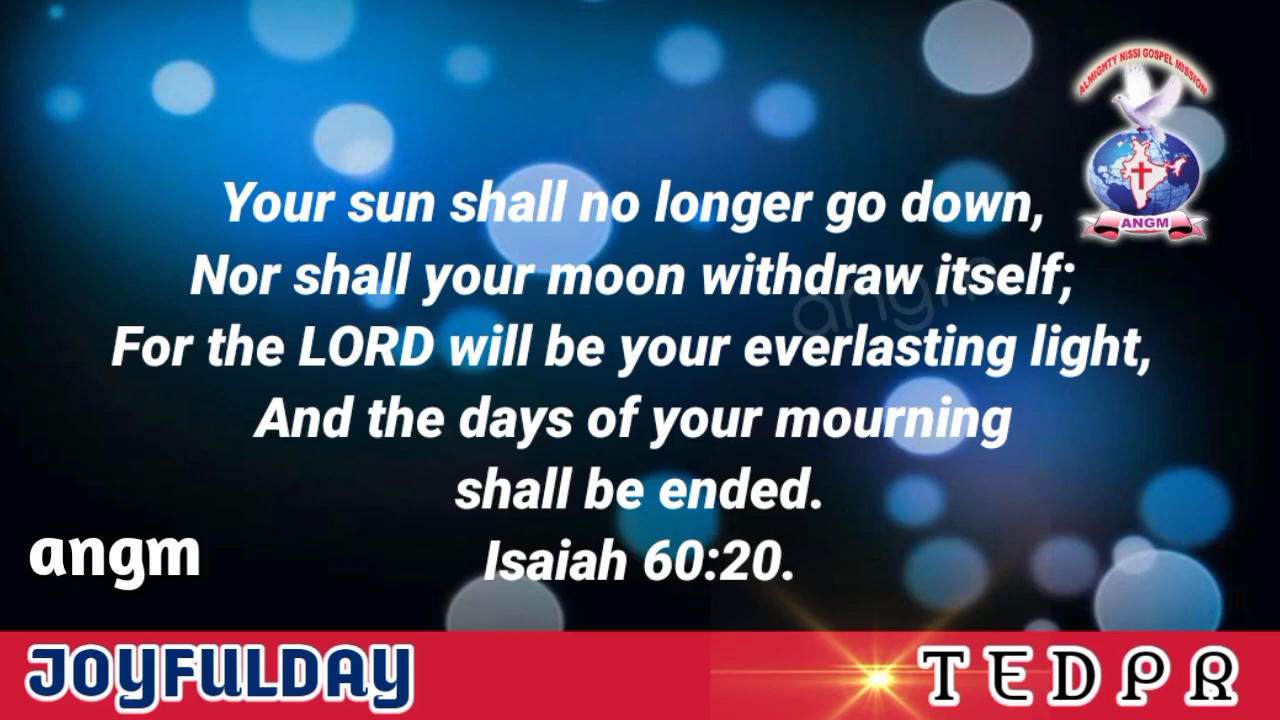 ALMIGHTY NISSI GOSPEL MISSION
ANGM
Your sun shall no longer go down,
Nor shall your moon withdraw itself;
angm
For the LORD will be your everlasting light,
And the days of your mourning
shall be ended.
Isaiah 60:20.
angm
JOYFULDAY
TEDPR